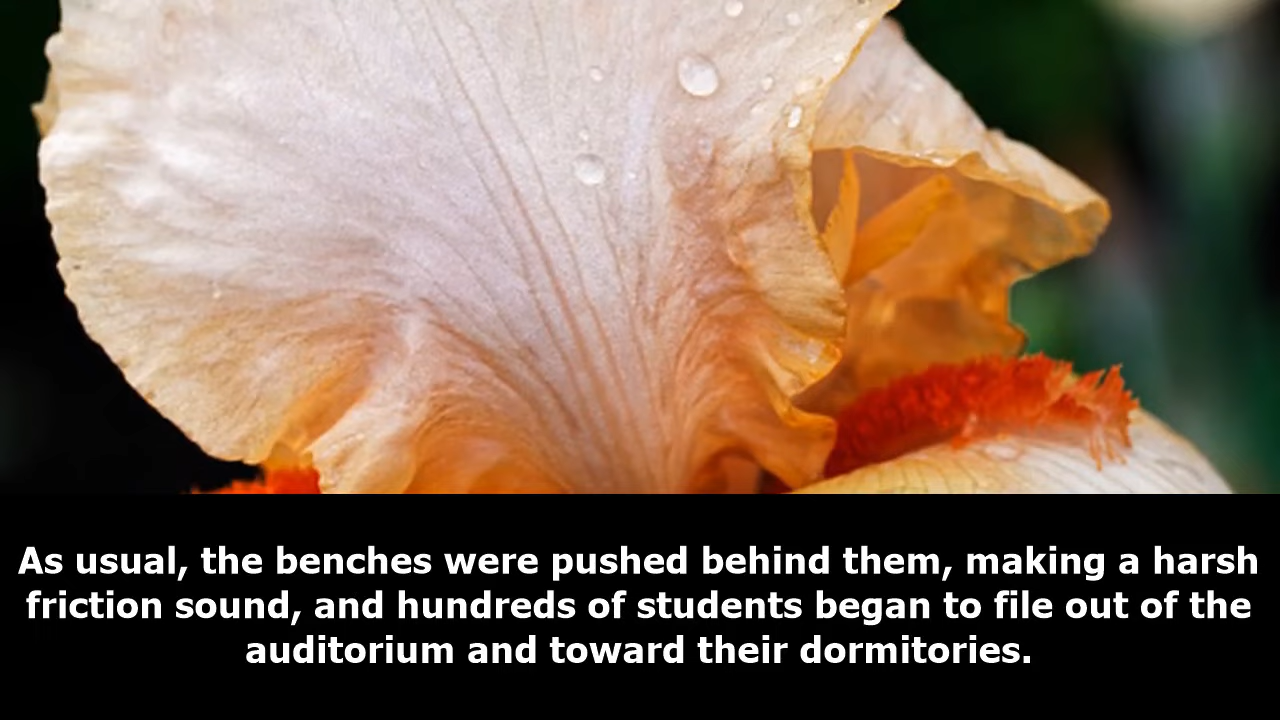 As usual, the benches were pushed behind them, making a harsh
friction sound, and hundreds of students began to file out of the
auditorium and toward their dormitories.